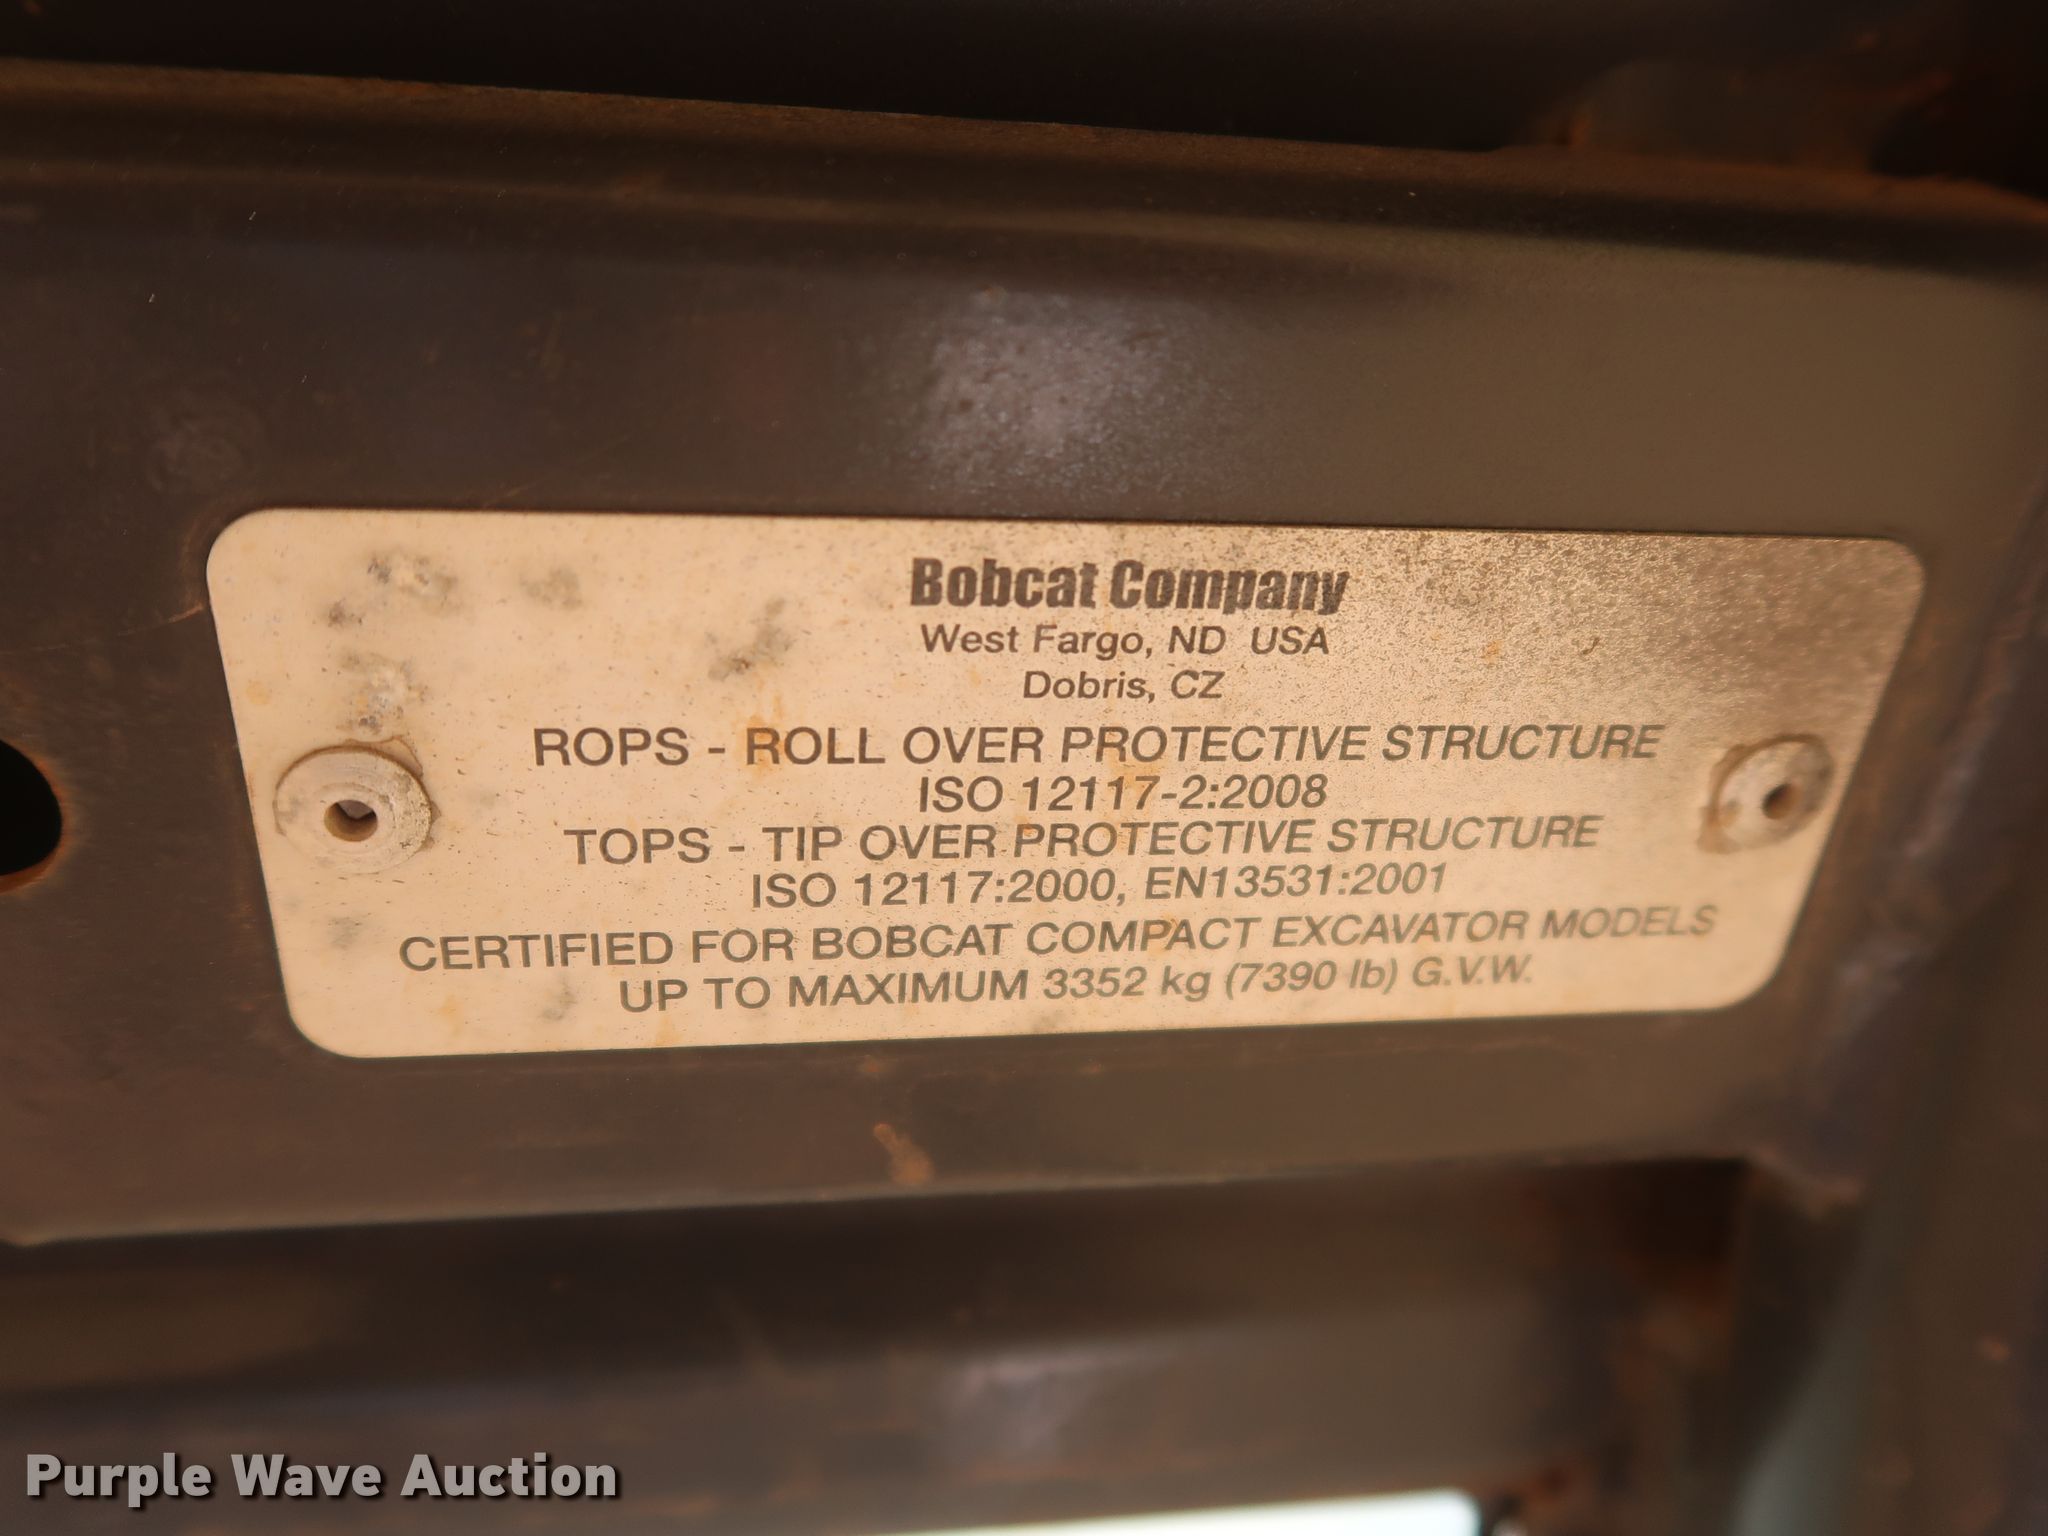 Bobcat Company
West Fargo, ND USA
Dobris, CZ
ROPS - ROLL OVER PROTECTIVE STRUCTURE
ISO 12117-2:2008
TOPS - TIP OVER PROTECTIVE STRUCTURE
ISO 12117:2000, EN13531:2001
CERTIFIED FOR BOBCAT COMPACT EXCAVATOR MODELS
UP TO MAXIMUM 3352 kg (7390 lb) G.V.W.
Purple Wave Auction